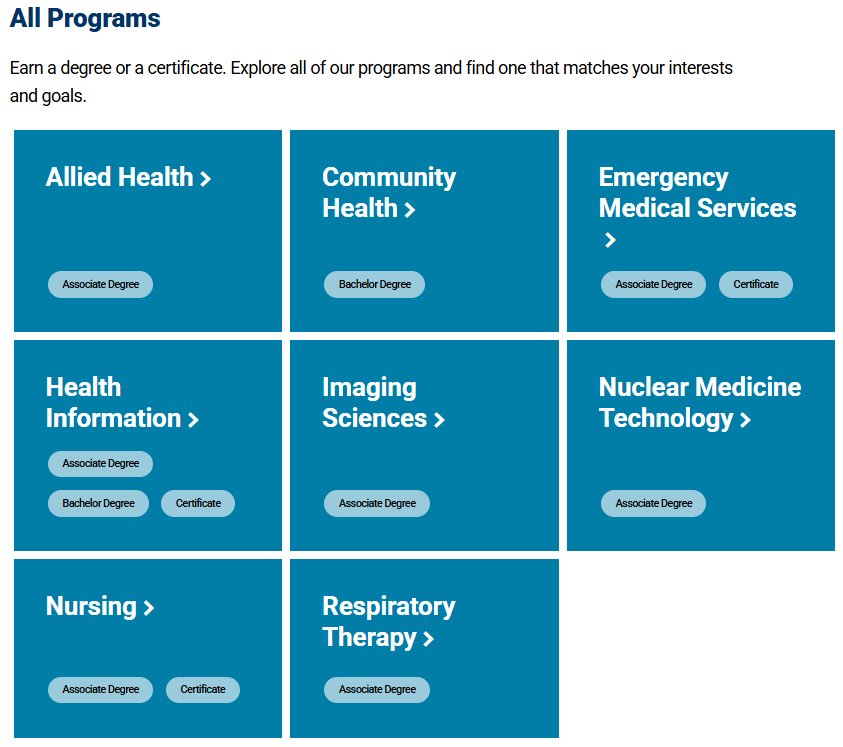 All Programs
Earn a degree or a certificate. Explore all of our programs and find one that matches your interests
and goals.
Allied Health
Associate Degree
Community
Health
Bachelor Degree
Emergency
Medical Services
Associate Degree
Certificate
Health
Information
Associate Degree
Bachelor Degree
Certificate
Imaging
Sciences
Associate Degree
Nuclear Medicine
Technology
Associate Degree
Nursing
Associate Degree
Certificate
Respiratory
Therapy
Associate Degree